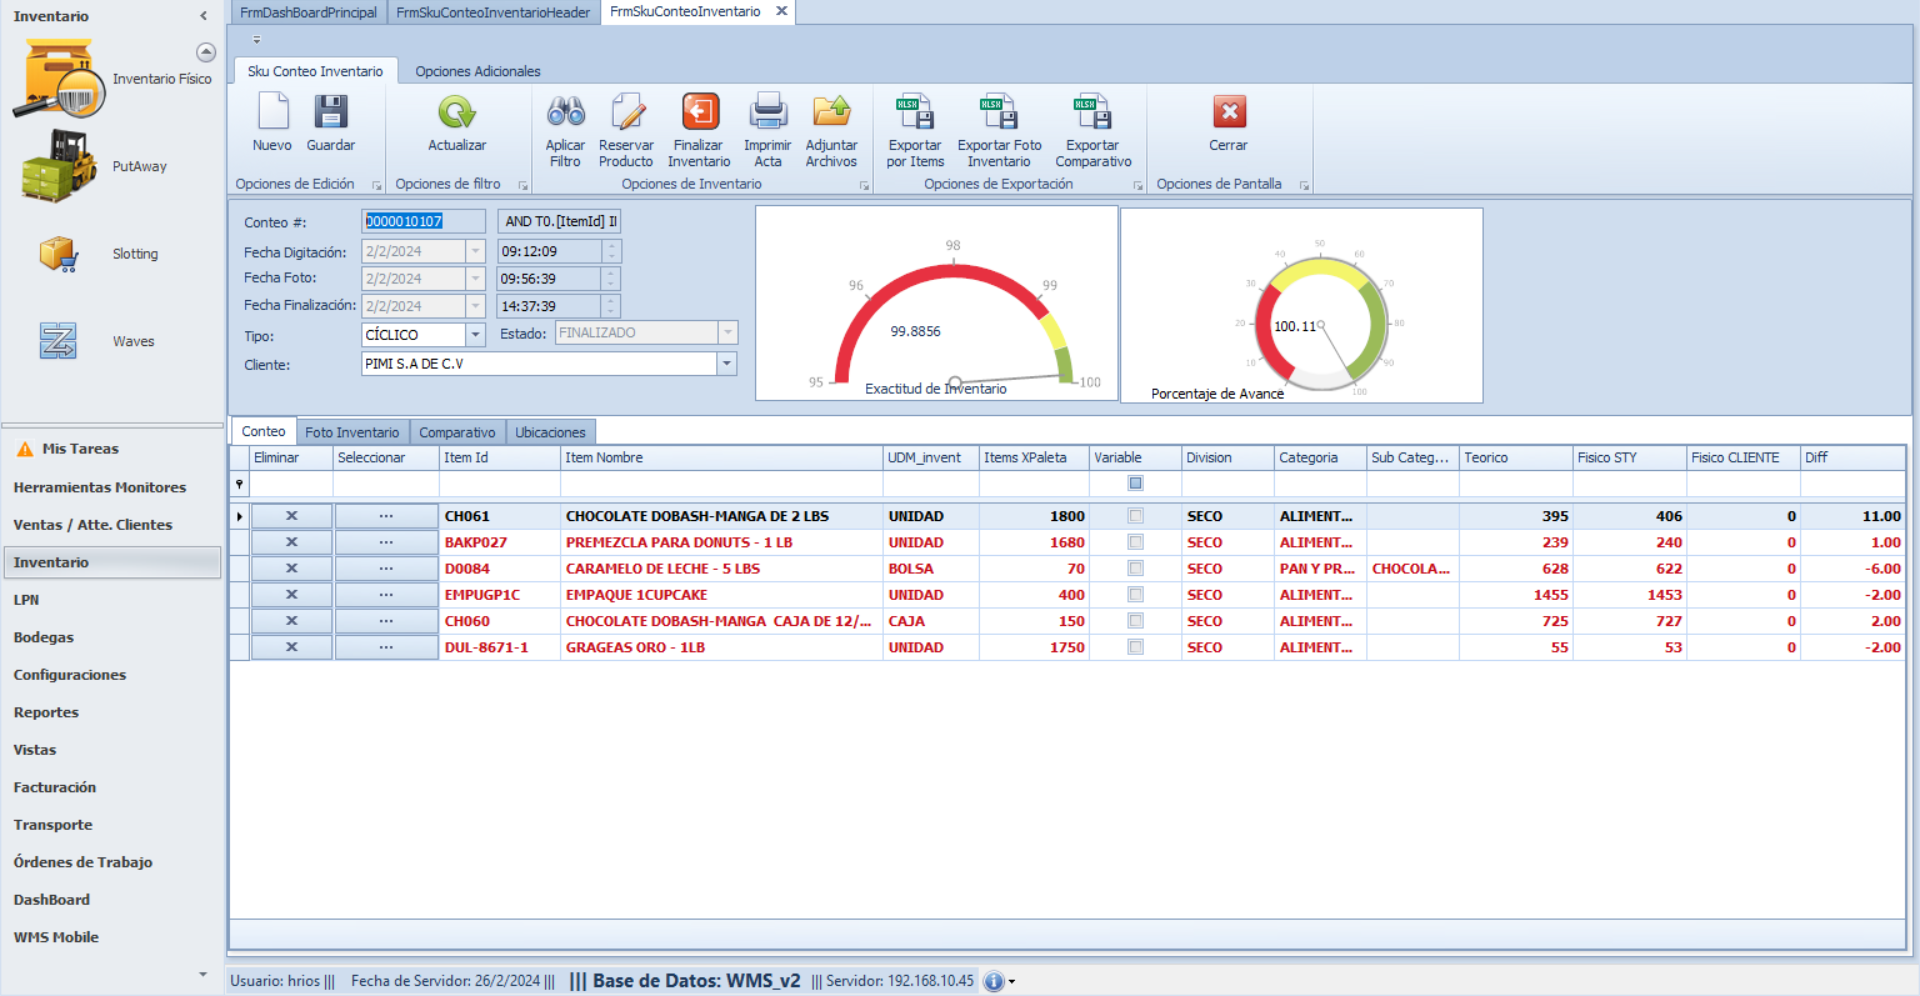 Inventario
FrmDashBoardPrincipal
FrmSkuConteoInventarioHeader
FrmSkuConteoInventario
Inventario Físico
PutAway
Slotting
Waves
Mis Tareas
Herramientas Monitores
Ventas / Atte. Clientes
Inventario
LPN
Bodegas
Configuraciones
Reportes
Vistas
Facturación
Transporte
Órdenes de Trabajo
DashBoard
WMS Mobile
Sku Conteo Inventario
Opciones Adicionales
Nuevo
Guardar
Opciones de Edición
Actualizar
Opciones de filtro
Aplicar Filtro
Reservar Producto
Finalizar Inventario
Imprimir Acta
Adjuntar Archivos
Opciones de Inventario
XLSX
Exportar por Items
XLSX
Exportar Foto Inventario
XLSX
Exportar Comparativo
Opciones de Exportación
Cerrar
Opciones de Pantalla
Conteo #: 0000010107 AND T0.[ItemId] II
Fecha Digitación: 2/2/2024 09:12:09
Fecha Foto: 2/2/2024 09:56:39
Fecha Finalización: 2/2/2024 14:37:39
Tipo: CÍCLICO Estado: FINALIZADO
Cliente: PIMI S.A DE C.V
95 96 98 99 100
99.8856
Exactitud de Inventario
10 20 30 40 50 60 70 80 90 100
100.11
Porcentaje de Avance
Conteo Foto Inventario Comparativo Ubicaciones
Eliminar Seleccionar Item Id Item Nombre UDM_invent Items XPaleta Variable Division Categoria Sub Categ... Teorico Fisico STY Fisico CLIENTE Diff
X ... CH061 CHOCOLATE DOBASH-MANGA DE 2 LBS UNIDAD 1800 SECO ALIMENT... 395 406 0 11.00
X ... BAKP027 PREMEZCLA PARA DONUTS - 1 LB UNIDAD 1680 SECO ALIMENT... 239 240 0 1.00
X ... D0084 CARAMELO DE LECHE - 5 LBS BOLSA 70 SECO PAN Y PR... CHOCOLA... 628 622 0 -6.00
X ... EMPUGP1C EMPAQUE 1CUPCAKE UNIDAD 400 SECO ALIMENT... 1455 1453 0 -2.00
X ... CH060 CHOCOLATE DOBASH-MANGA CAJA DE 12/... CAJA 150 SECO ALIMENT... 725 727 0 2.00
X ... DUL-8671-1 GRAGEAS ORO - 1LB UNIDAD 1750 SECO ALIMENT... 55 53 0 -2.00
Usuario: hrios ||| Fecha de Servidor: 26/2/2024 ||| ||| Base de Datos: WMS_v2 ||| Servidor: 192.168.10.45